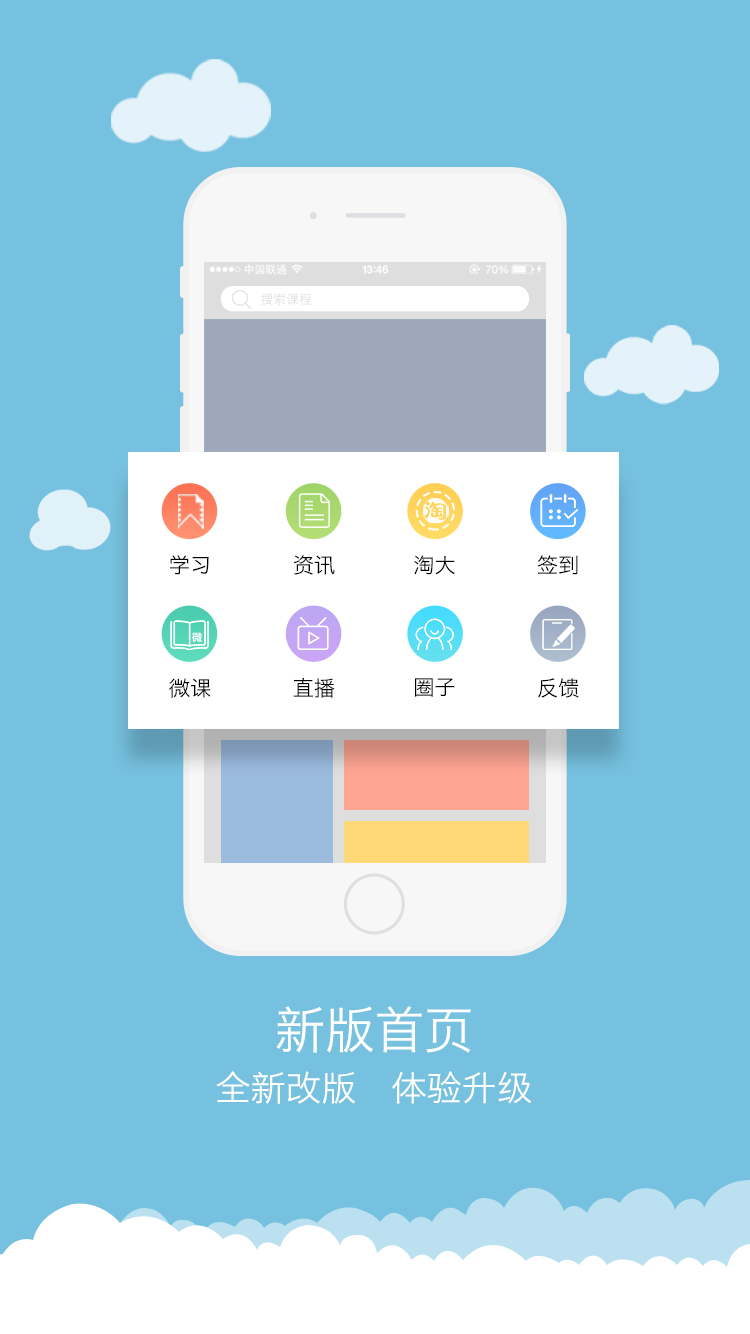 中国联通 13:46 70%
搜索课程
淘
学习 资讯 淘大 签到
微
微课 直播 圈子 反馈
新版首页
全新改版 体验升级